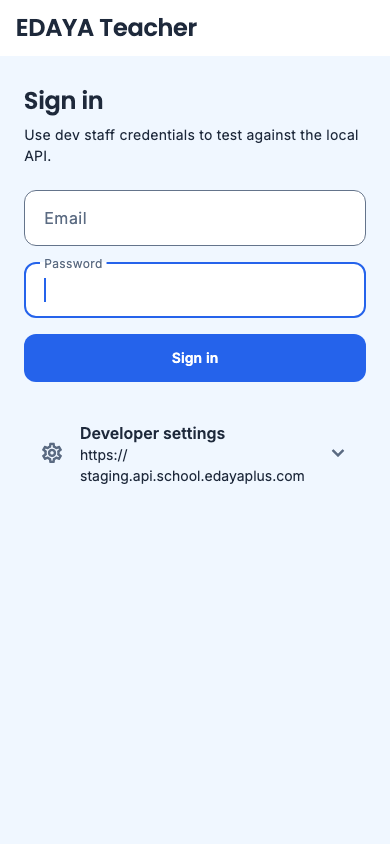 EDAYA Teacher
Sign in
Use dev staff credentials to test against the local
API.
Email
Password
Sign in
Developer settings
https://
staging.api.school.edayaplus.com